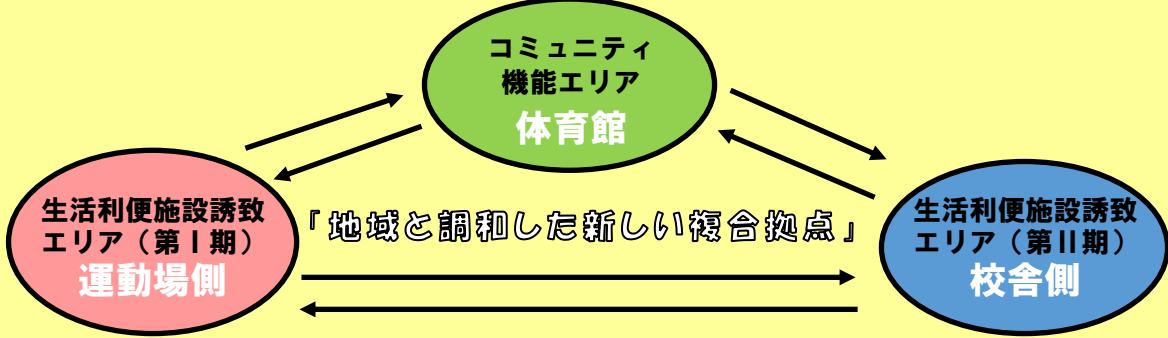 コミュニティ
機能エリア
体育館
生活利便施設誘致
エリア（第Ⅰ期）
運動場側
「地域と調和した新しい複合拠点」
生活利便施設誘致
エリア（第Ⅱ期）
校舎側